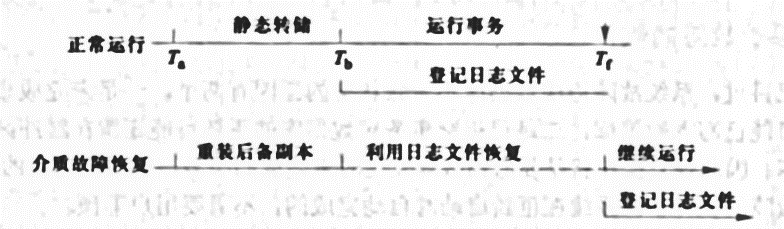 静态转储 运行事务
正常运行
Ta Tb Tf
登记日志文件
介质故障恢复 重装后备副本 利用日志文件恢复 继续运行
登记日志文件